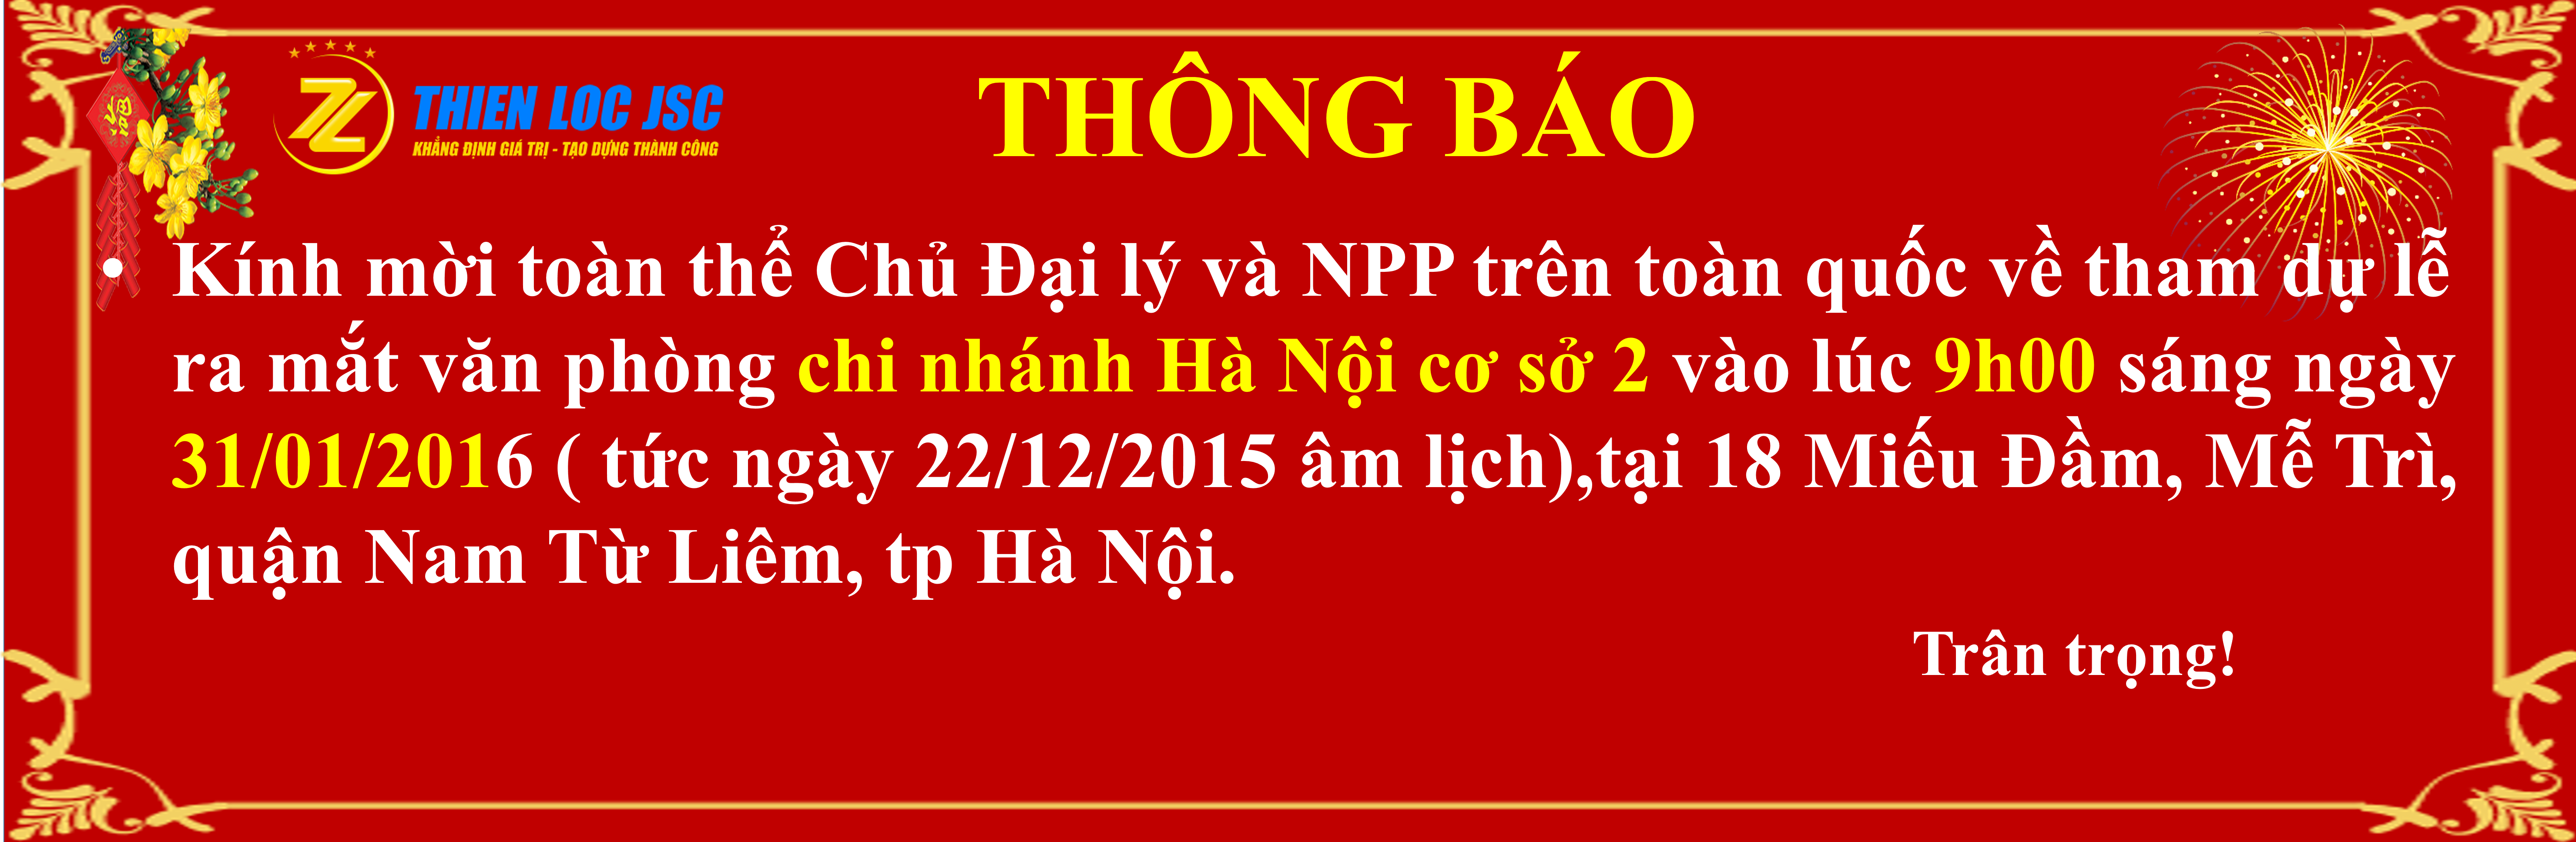 THIEN LOC JSC
KHẲNG ĐỊNH GIÁ TRỊ - TẠO DỰNG THÀNH CÔNG
THÔNG BÁO
• Kính mời toàn thể Chủ Đại lý và NPP trên toàn quốc về tham dự lễ
ra mắt văn phòng chi nhánh Hà Nội cơ sở 2 vào lúc 9h00 sáng ngày
31/01/2016 ( tức ngày 22/12/2015 âm lịch),tại 18 Miếu Đầm, Mễ Trì,
quận Nam Từ Liêm, tp Hà Nội.
Trân trọng!